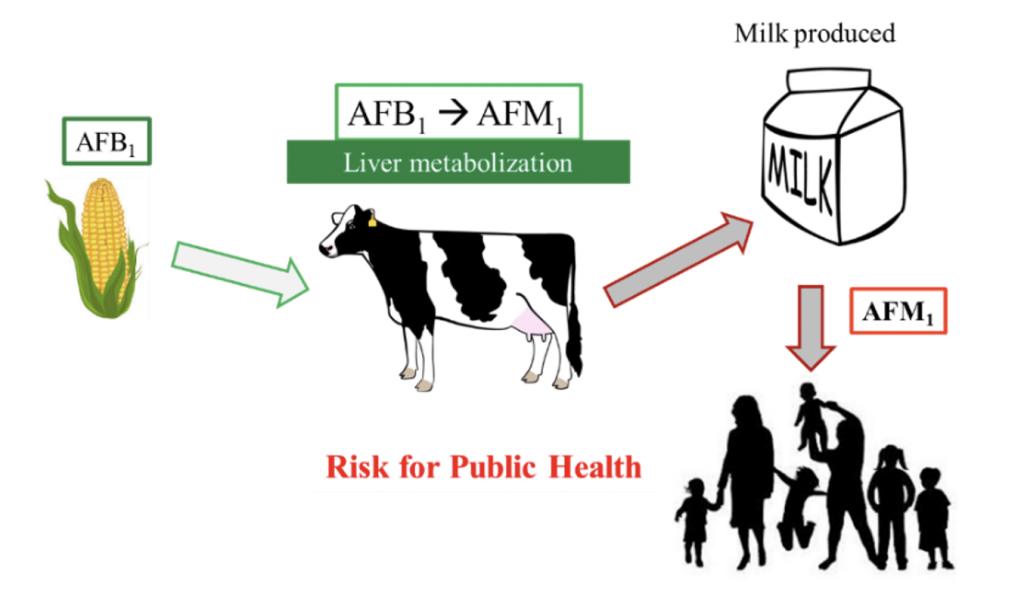 Milk produced
AFB₁ → AFM₁
AFB₁
Liver metabolization
MILK
AFM₁
Risk for Public Health